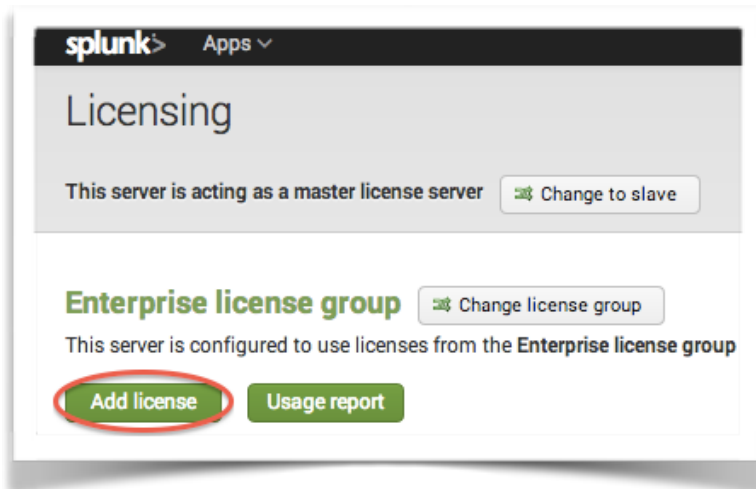 splunk> Apps
Licensing
This server is acting as a master license server Change to slave
Enterprise license group Change license group
This server is configured to use licenses from the Enterprise license group
Add license Usage report